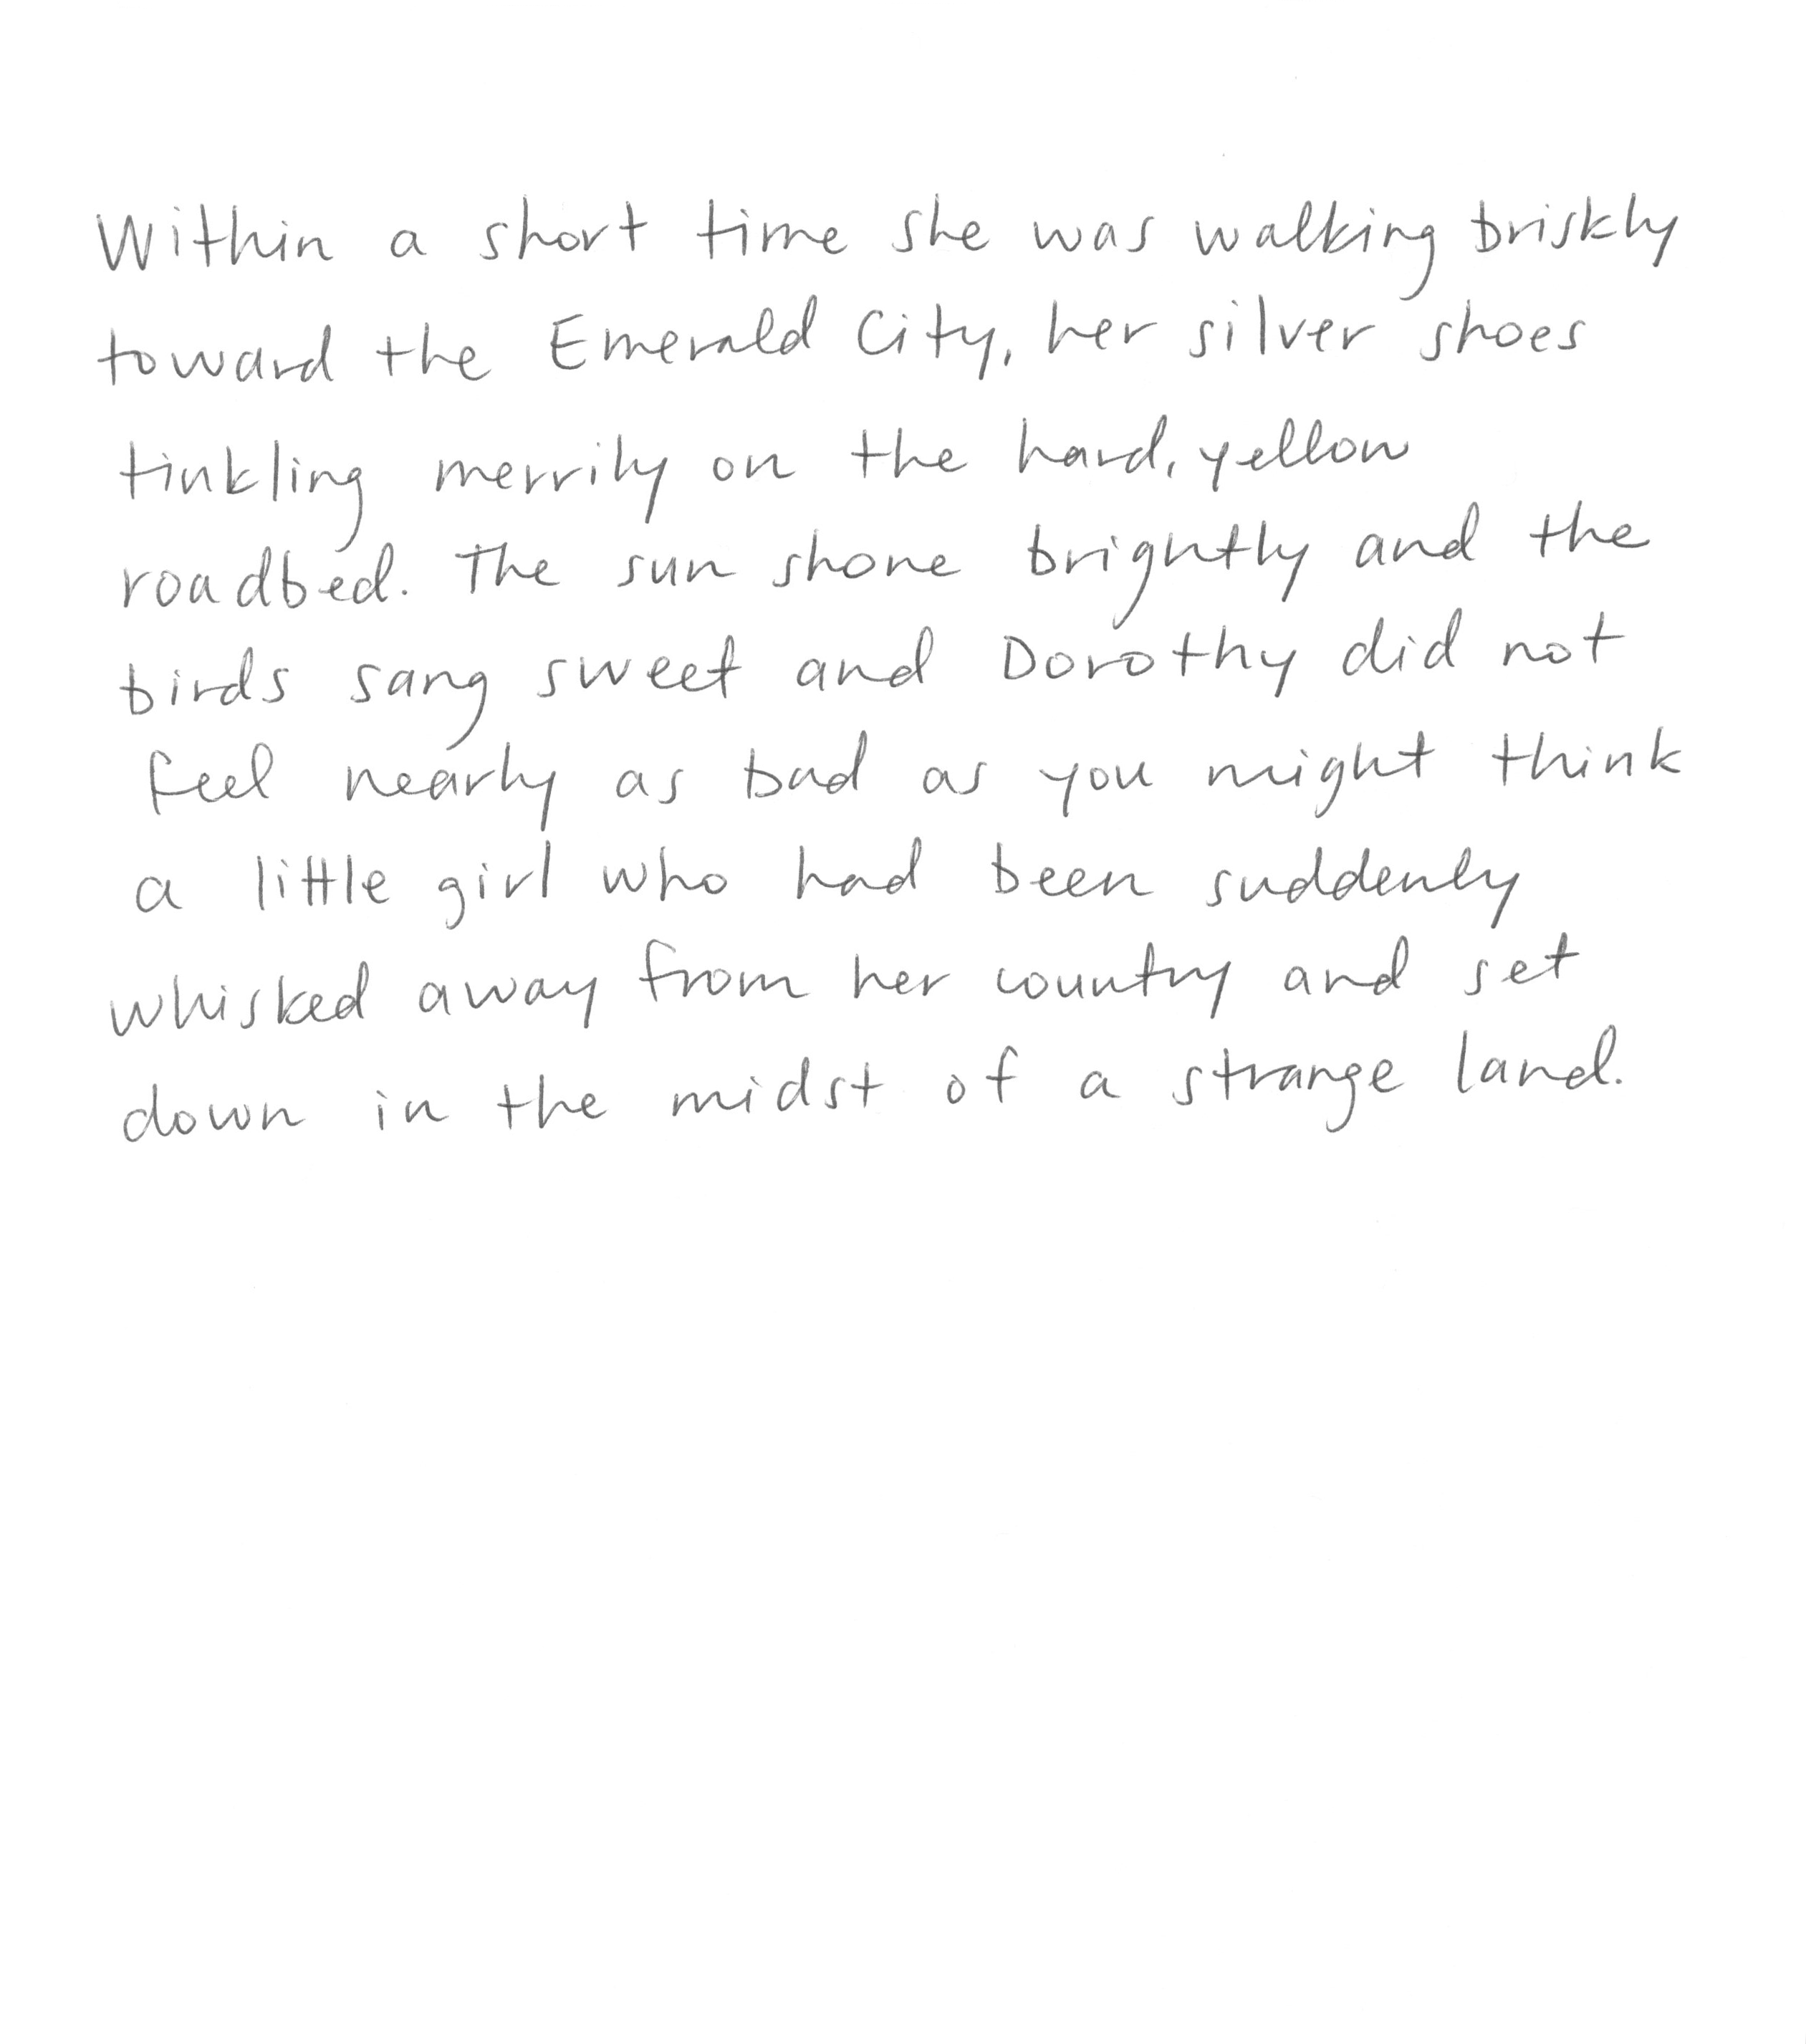 Within a short time she was walking briskly
toward the Emerald City, her silver shoes
tinkling merrily on the hard, yellow
roadbed. The sun shone brightly and the
birds sang sweet and Dorothy did not
feel nearly as bad as you might think
a little girl who had been suddenly
whisked away from her country and set
down in the midst of a strange land.